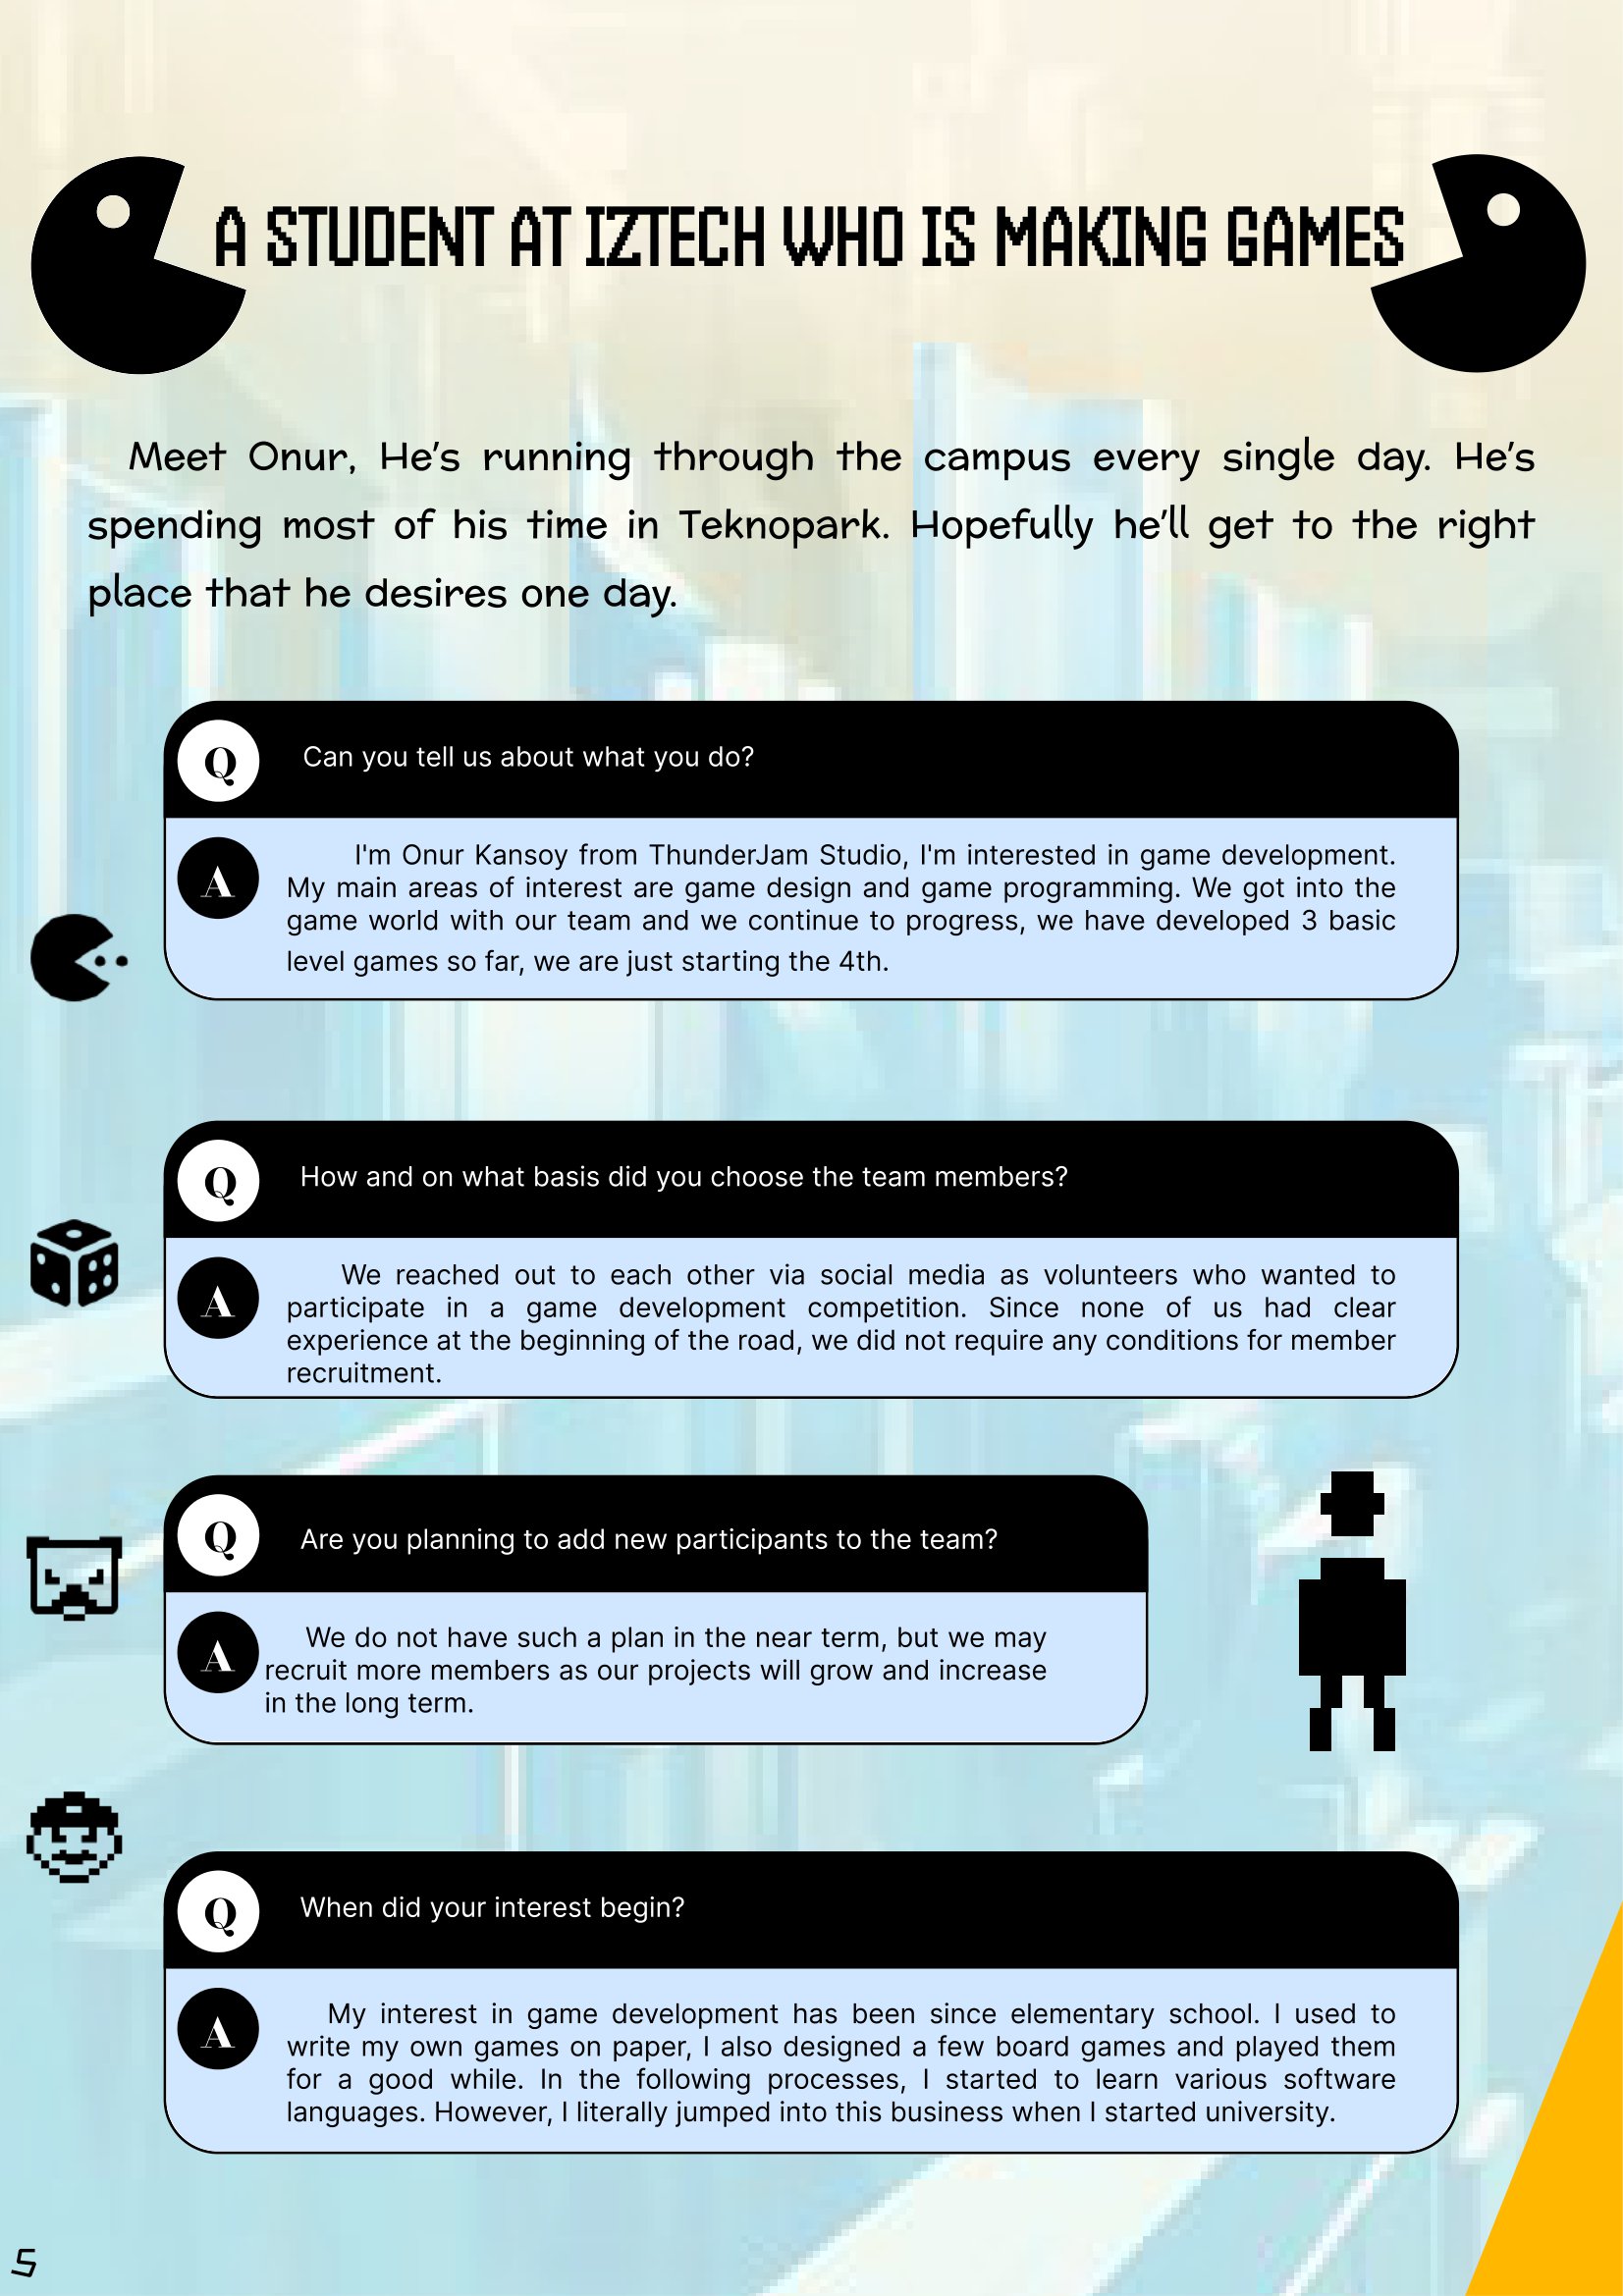 A STUDENT AT IZTECH WHO IS MAKING GAMES
Meet Onur, He's running through the campus every single day. He's
spending most of his time in Teknopark. Hopefully he'll get to the right
place that he desires one day.
Q
Can you tell us about what you do?
A
I'm Onur Kansoy from ThunderJam Studio, I'm interested in game development.
My main areas of interest are game design and game programming. We got into the
game world with our team and we continue to progress, we have developed 3 basic
level games so far, we are just starting the 4th.
Q
How and on what basis did you choose the team members?
A
We reached out to each other via social media as volunteers who wanted to
participate in a game development competition. Since none of us had clear
experience at the beginning of the road, we did not require any conditions for member
recruitment.
Q
Are you planning to add new participants to the team?
A
We do not have such a plan in the near term, but we may
recruit more members as our projects will grow and increase
in the long term.
Q
When did your interest begin?
A
My interest in game development has been since elementary school. I used to
write my own games on paper, I also designed a few board games and played them
for a good while. In the following processes, I started to learn various software
languages. However, I literally jumped into this business when I started university.
5